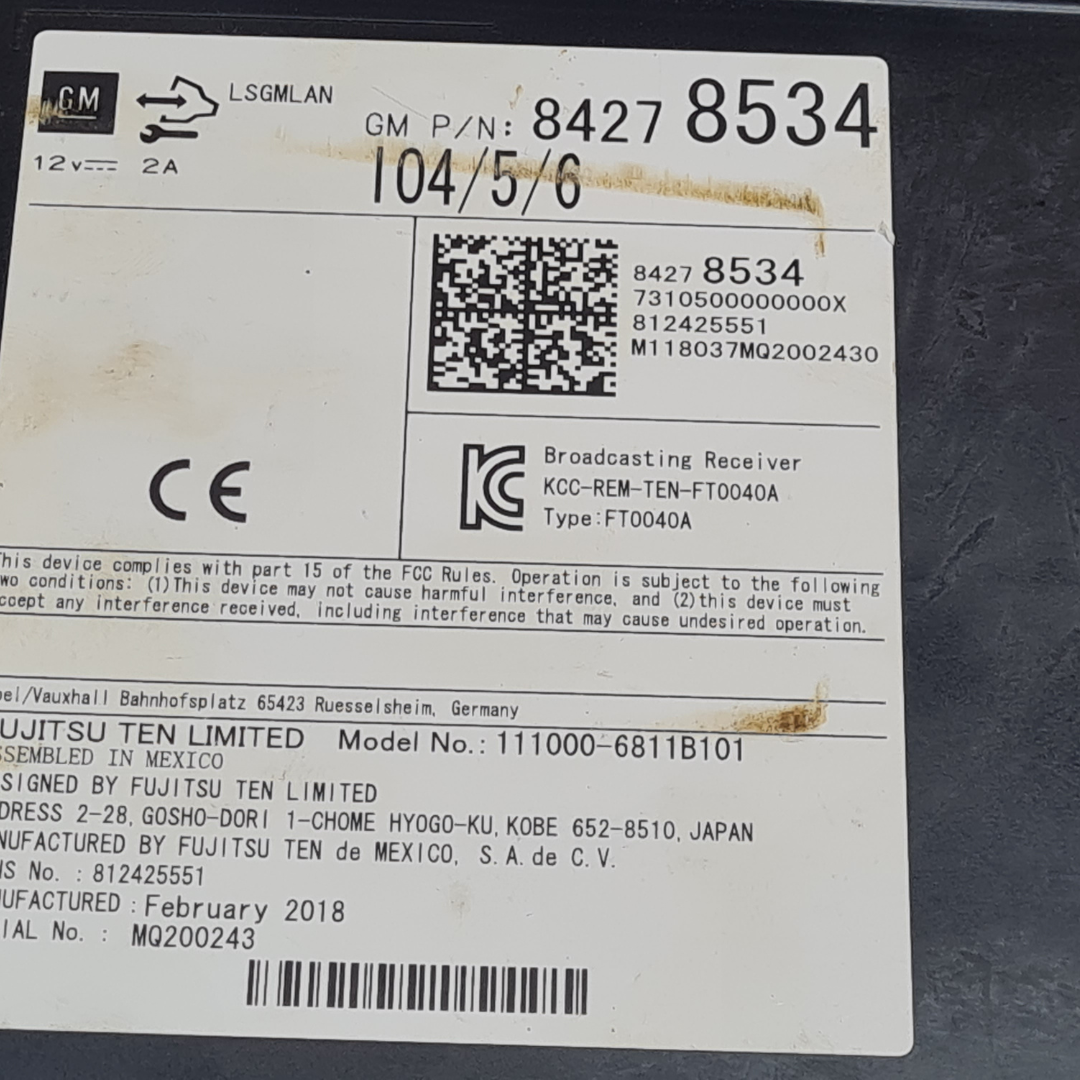 GM
LSGMLAN
GM P/N: 8427 8534
12v 2A
104/5/6
8427 8534
7310500000000X
812425551
M118037MQ2002430
CE
KC
Broadcasting Receiver
KCC-REM-TEN-FT0040A
Type:FT0040A
his device complies with part 15 of the FCC Rules. Operation is subject to the following
wo conditions: (1)This device may not cause harmful interference, and (2)this device must
ccept any interference received, including interference that may cause undesired operation.
el/Vauxhall Bahnhofsplatz 65423 Ruesselsheim, Germany
UJITSU TEN LIMITED Model No.: 111000-6811B101
SSEMBLED IN MEXICO
SIGNED BY FUJITSU TEN LIMITED
DRESS 2-28, GOSHO-DORI 1-CHOME HYOGO-KU, KOBE 652-8510, JAPAN
NUFACTURED BY FUJITSU TEN de MEXICO, S.A. de C.V.
NS No. : 812425551
UFACTURED : February 2018
IAL No. : MQ200243